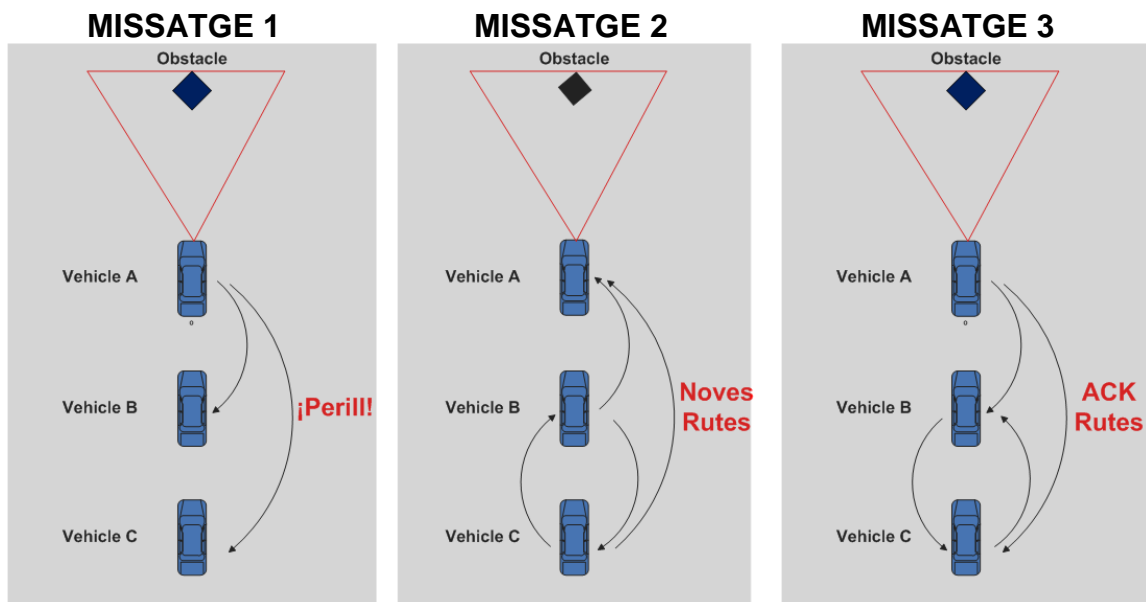 MISSATGE 1
Obstacle
Vehicle A
Vehicle B
¡Perill!
Vehicle C
MISSATGE 2
Obstacle
Vehicle A
Vehicle B
Noves
Rutes
Vehicle C
MISSATGE 3
Obstacle
Vehicle A
Vehicle B
ACK
Rutes
Vehicle C